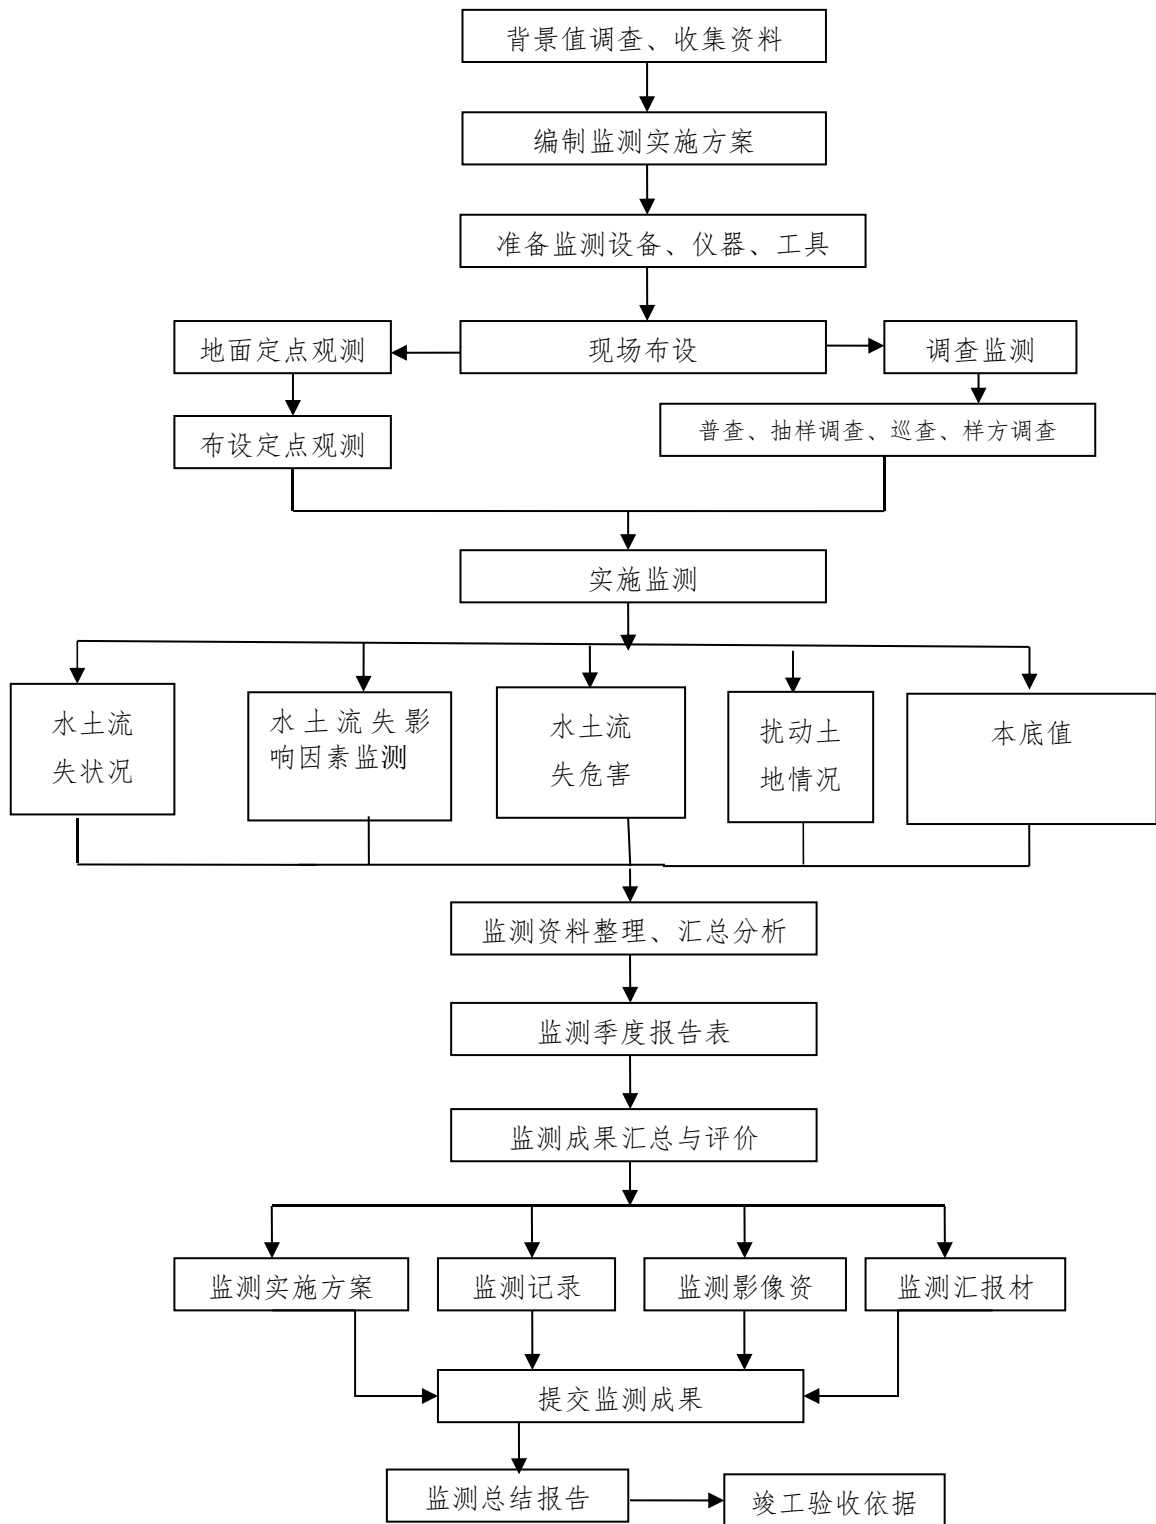 背景值调查、收集资料
编制监测实施方案
准备监测设备、仪器、工具
地面定点观测
现场布设
调查监测
布设定点观测
普查、抽样调查、巡查、样方调查
实施监测
水土流
失状况
水土流失影
响因素监测
水土流
失危害
扰动土
地情况
本底值
监测资料整理、汇总分析
监测季度报告表
监测成果汇总与评价
监测实施方案
监测记录
监测影像资
监测汇报材
提交监测成果
监测总结报告
竣工验收依据